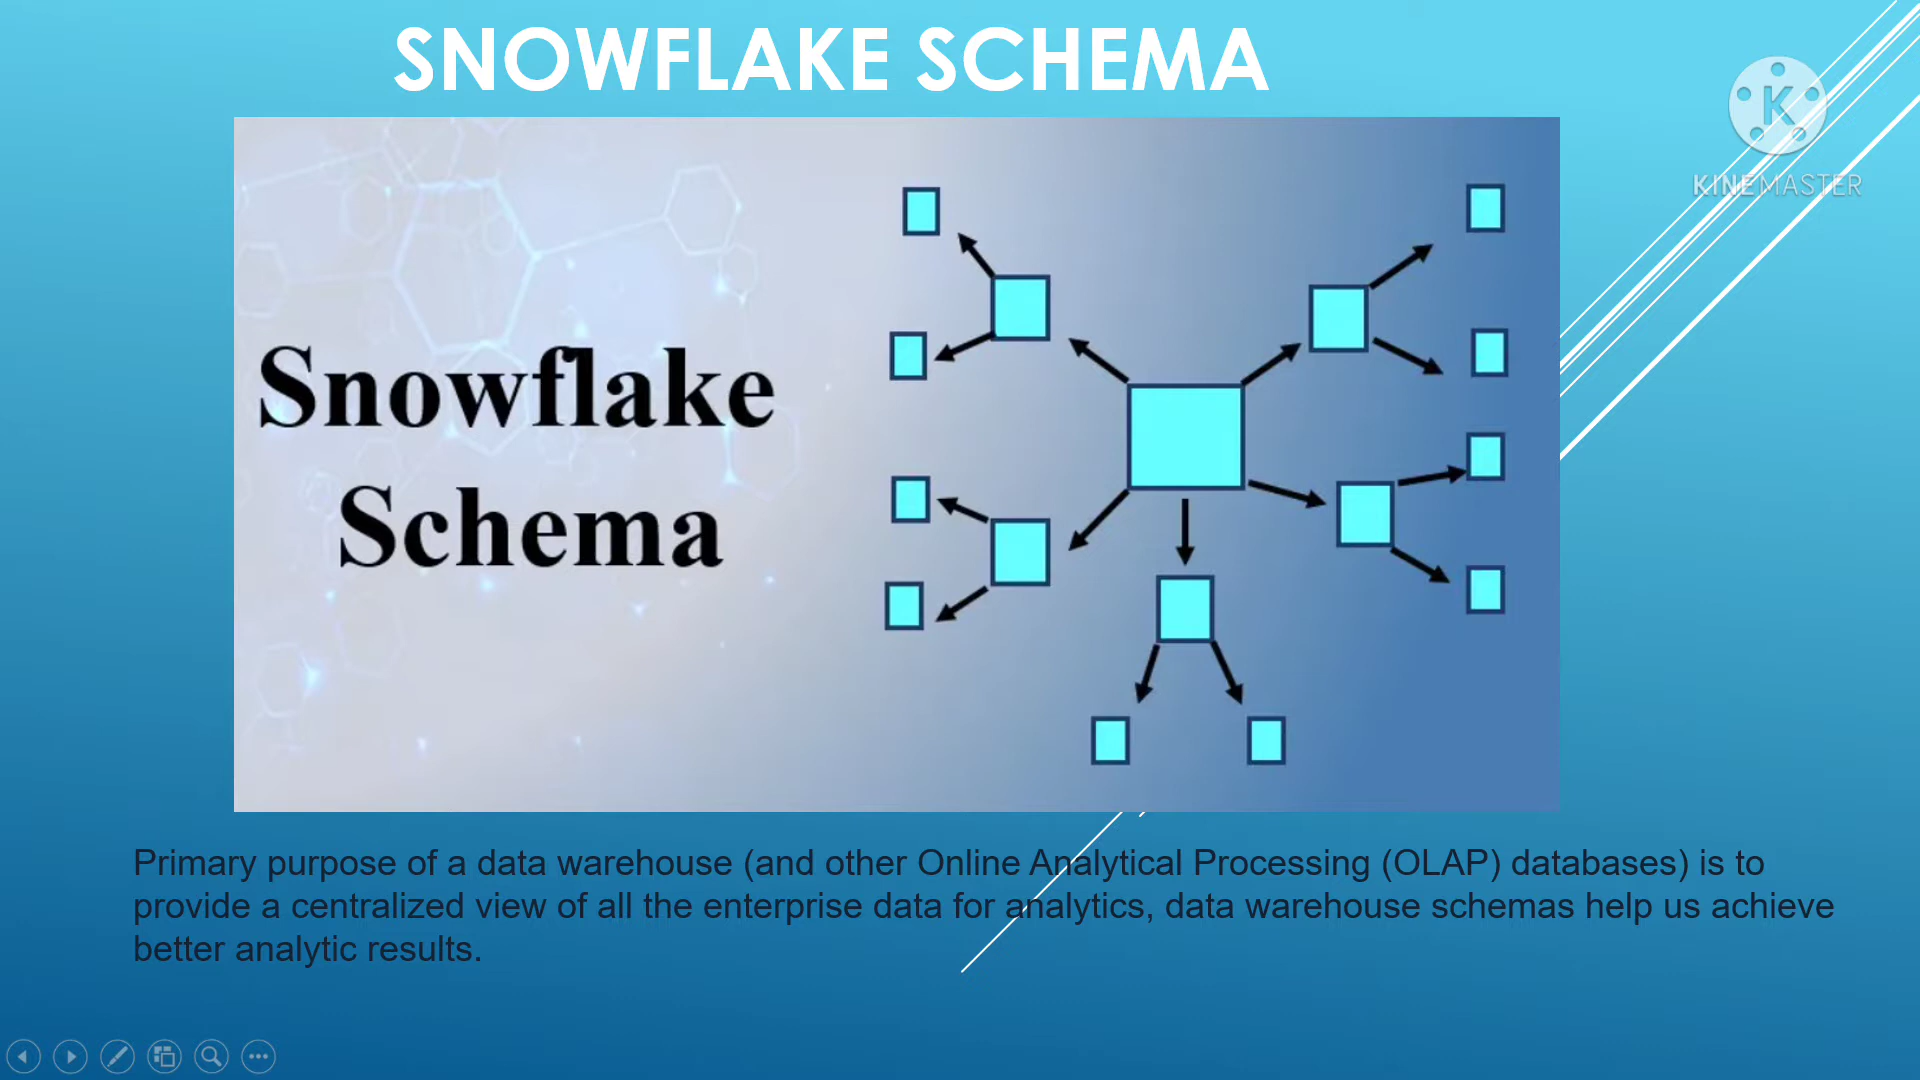 SNOWFLAKE SCHEMA
K
KINEMASTER
Snowflake
Schema
Primary purpose of a data warehouse (and other Online Analytical Processing (OLAP) databases) is to
provide a centralized view of all the enterprise data for analytics, data warehouse schemas help us achieve
better analytic results.